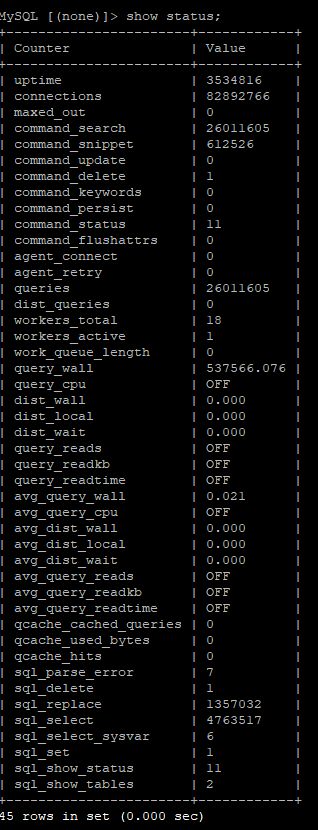 MySQL [(none)]> show status;
+-----------------------+------------+
| Counter | Value |
+-----------------------+------------+
| uptime | 3534816 |
| connections | 82892766 |
| maxed_out | 0 |
| command_search | 26011605 |
| command_snippet | 612526 |
| command_update | 0 |
| command_delete | 1 |
| command_keywords | 0 |
| command_persist | 0 |
| command_status | 11 |
| command_flushattrs | 0 |
| agent_connect | 0 |
| agent_retry | 0 |
| queries | 26011605 |
| dist_queries | 0 |
| workers_total | 18 |
| workers_active | 1 |
| work_queue_length | 0 |
| query_wall | 537566.076 |
| query_cpu | OFF |
| dist_wall | 0.000 |
| dist_local | 0.000 |
| dist_wait | 0.000 |
| query_reads | OFF |
| query_readkb | OFF |
| query_readtime | OFF |
| avg_query_wall | 0.021 |
| avg_query_cpu | OFF |
| avg_dist_wall | 0.000 |
| avg_dist_local | 0.000 |
| avg_dist_wait | 0.000 |
| avg_query_reads | OFF |
| avg_query_readkb | OFF |
| avg_query_readtime | OFF |
| qcache_cached_queries | 0 |
| qcache_used_bytes | 0 |
| qcache_hits | 0 |
| sql_parse_error | 7 |
| sql_delete | 1 |
| sql_replace | 1357032 |
| sql_select | 4763517 |
| sql_select_sysvar | 6 |
| sql_set | 1 |
| sql_show_status | 11 |
| sql_show_tables | 2 |
+-----------------------+------------+
45 rows in set (0.000 sec)